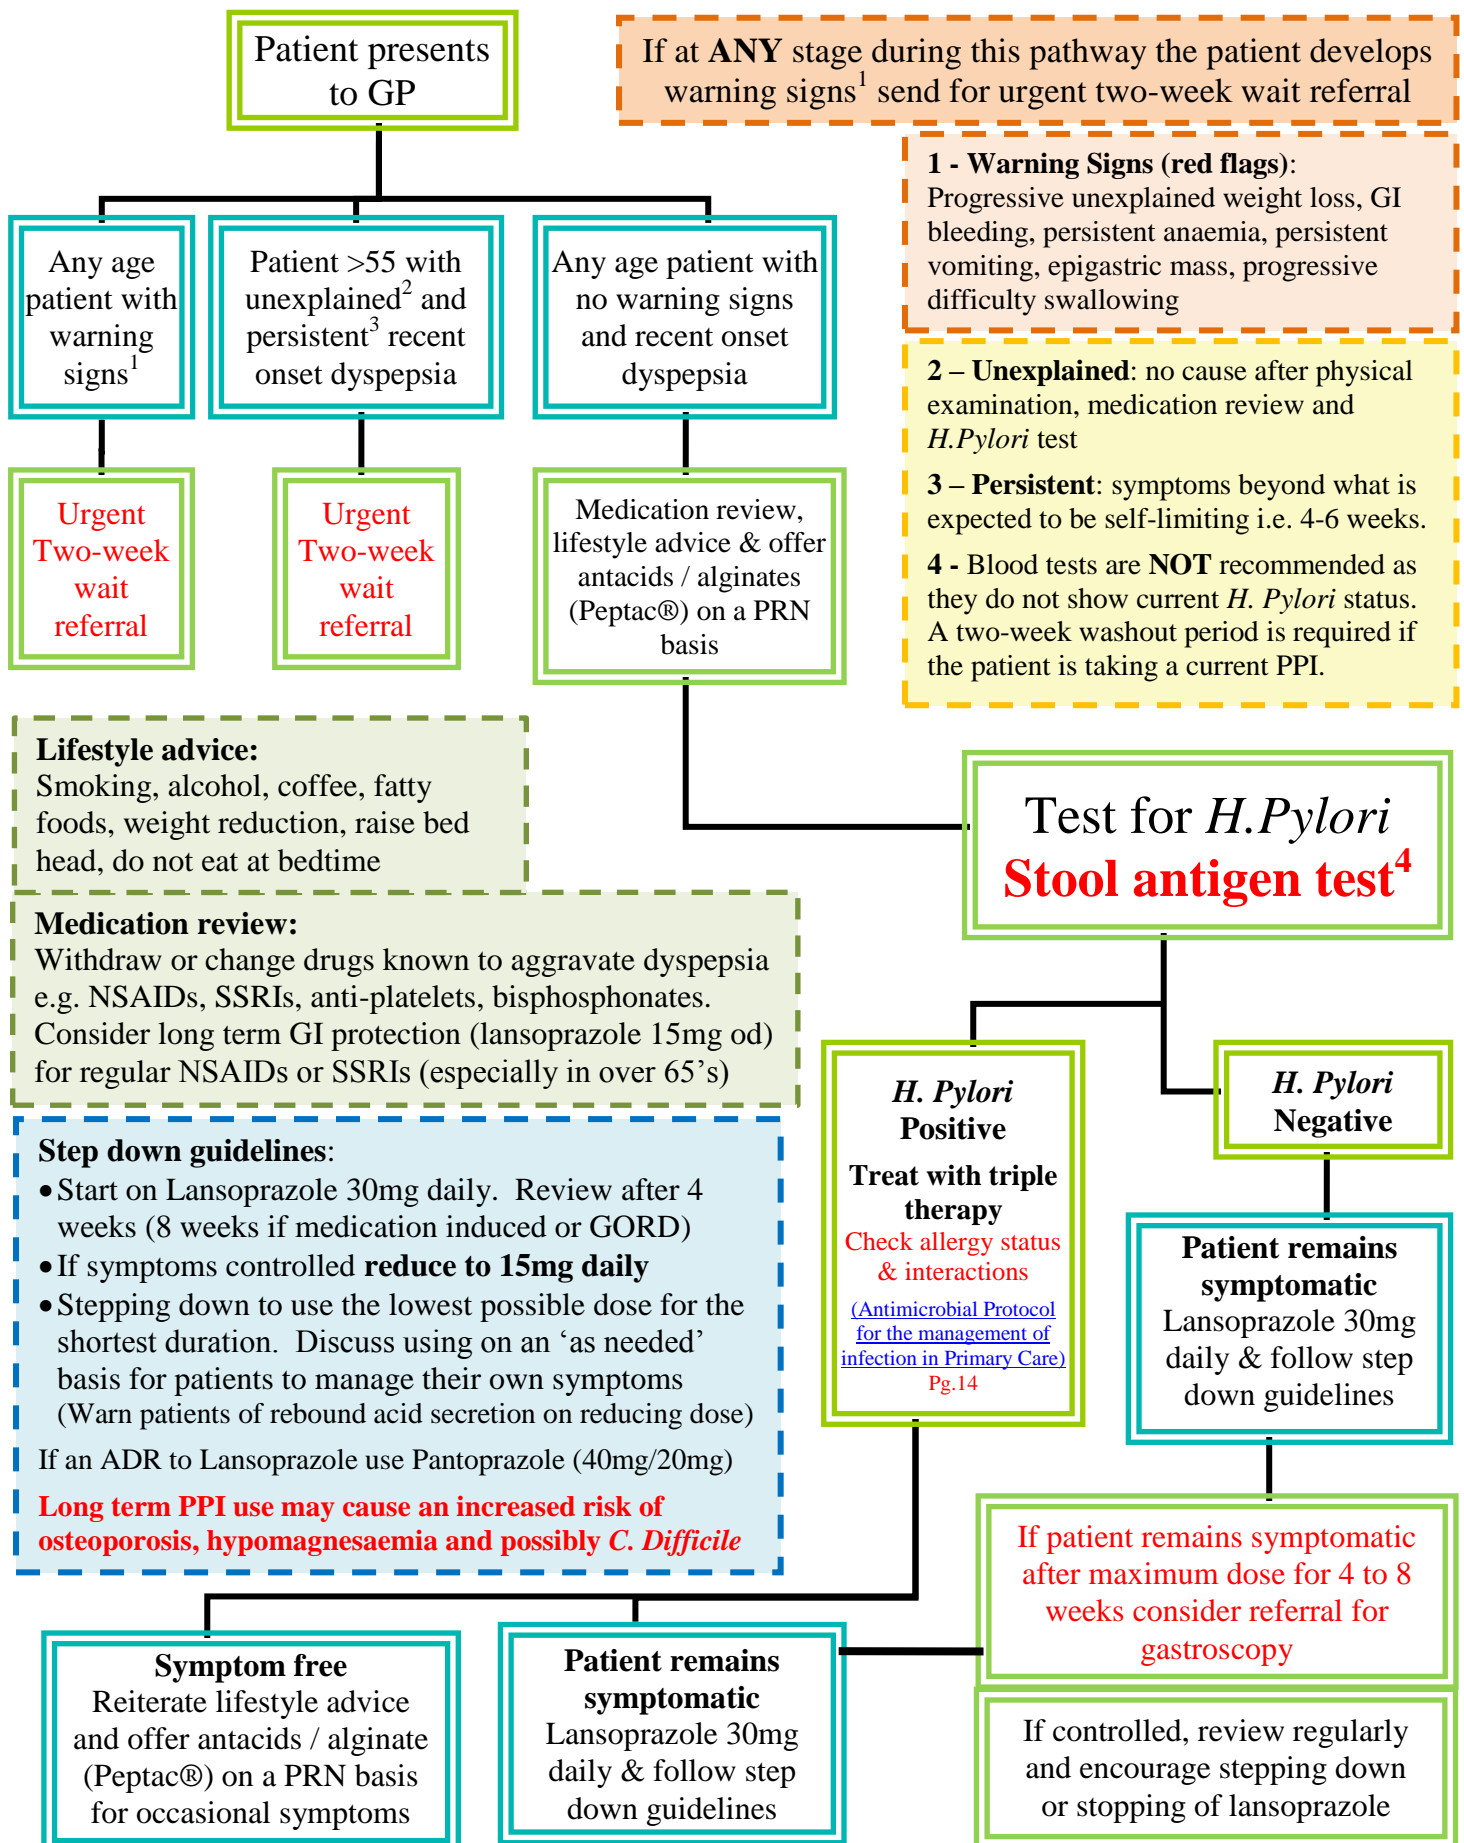 Patient presents
to GP
If at ANY stage during this pathway the patient develops
warning signs1 send for urgent two-week wait referral
1 - Warning Signs (red flags):
Progressive unexplained weight loss, GI
bleeding, persistent anaemia, persistent
vomiting, epigastric mass, progressive
difficulty swallowing
Any age
patient with
warning
signs1
Patient >55 with
unexplained2 and
persistent3 recent
onset dyspepsia
Any age patient with
no warning signs
and recent onset
dyspepsia
2 – Unexplained: no cause after physical
examination, medication review and
H.Pylori test
3 – Persistent: symptoms beyond what is
expected to be self-limiting i.e. 4-6 weeks.
4 - Blood tests are NOT recommended as
they do not show current H. Pylori status.
A two-week washout period is required if
the patient is taking a current PPI.
Urgent
Two-week
wait
referral
Urgent
Two-week
wait
referral
Medication review,
lifestyle advice & offer
antacids / alginates
(Peptac®) on a PRN
basis
Lifestyle advice:
Smoking, alcohol, coffee, fatty
foods, weight reduction, raise bed
head, do not eat at bedtime
Test for H.Pylori
Stool antigen test4
Medication review:
Withdraw or change drugs known to aggravate dyspepsia
e.g. NSAIDs, SSRIs, anti-platelets, bisphosphonates.
Consider long term GI protection (lansoprazole 15mg od)
for regular NSAIDs or SSRIs (especially in over 65’s)
H. Pylori
Positive
Treat with triple
therapy
Check allergy status
& interactions
(Antimicrobial Protocol
for the management of
infection in Primary Care)
Pg.14
H. Pylori
Negative
Step down guidelines:
• Start on Lansoprazole 30mg daily. Review after 4
weeks (8 weeks if medication induced or GORD)
• If symptoms controlled reduce to 15mg daily
• Stepping down to use the lowest possible dose for the
shortest duration. Discuss using on an ‘as needed’
basis for patients to manage their own symptoms
(Warn patients of rebound acid secretion on reducing dose)
If an ADR to Lansoprazole use Pantoprazole (40mg/20mg)
Long term PPI use may cause an increased risk of
osteoporosis, hypomagnesaemia and possibly C. Difficile
Patient remains
symptomatic
Lansoprazole 30mg
daily & follow step
down guidelines
If patient remains symptomatic
after maximum dose for 4 to 8
weeks consider referral for
gastroscopy
Symptom free
Reiterate lifestyle advice
and offer antacids / alginate
(Peptac®) on a PRN basis
for occasional symptoms
Patient remains
symptomatic
Lansoprazole 30mg
daily & follow step
down guidelines
If controlled, review regularly
and encourage stepping down
or stopping of lansoprazole